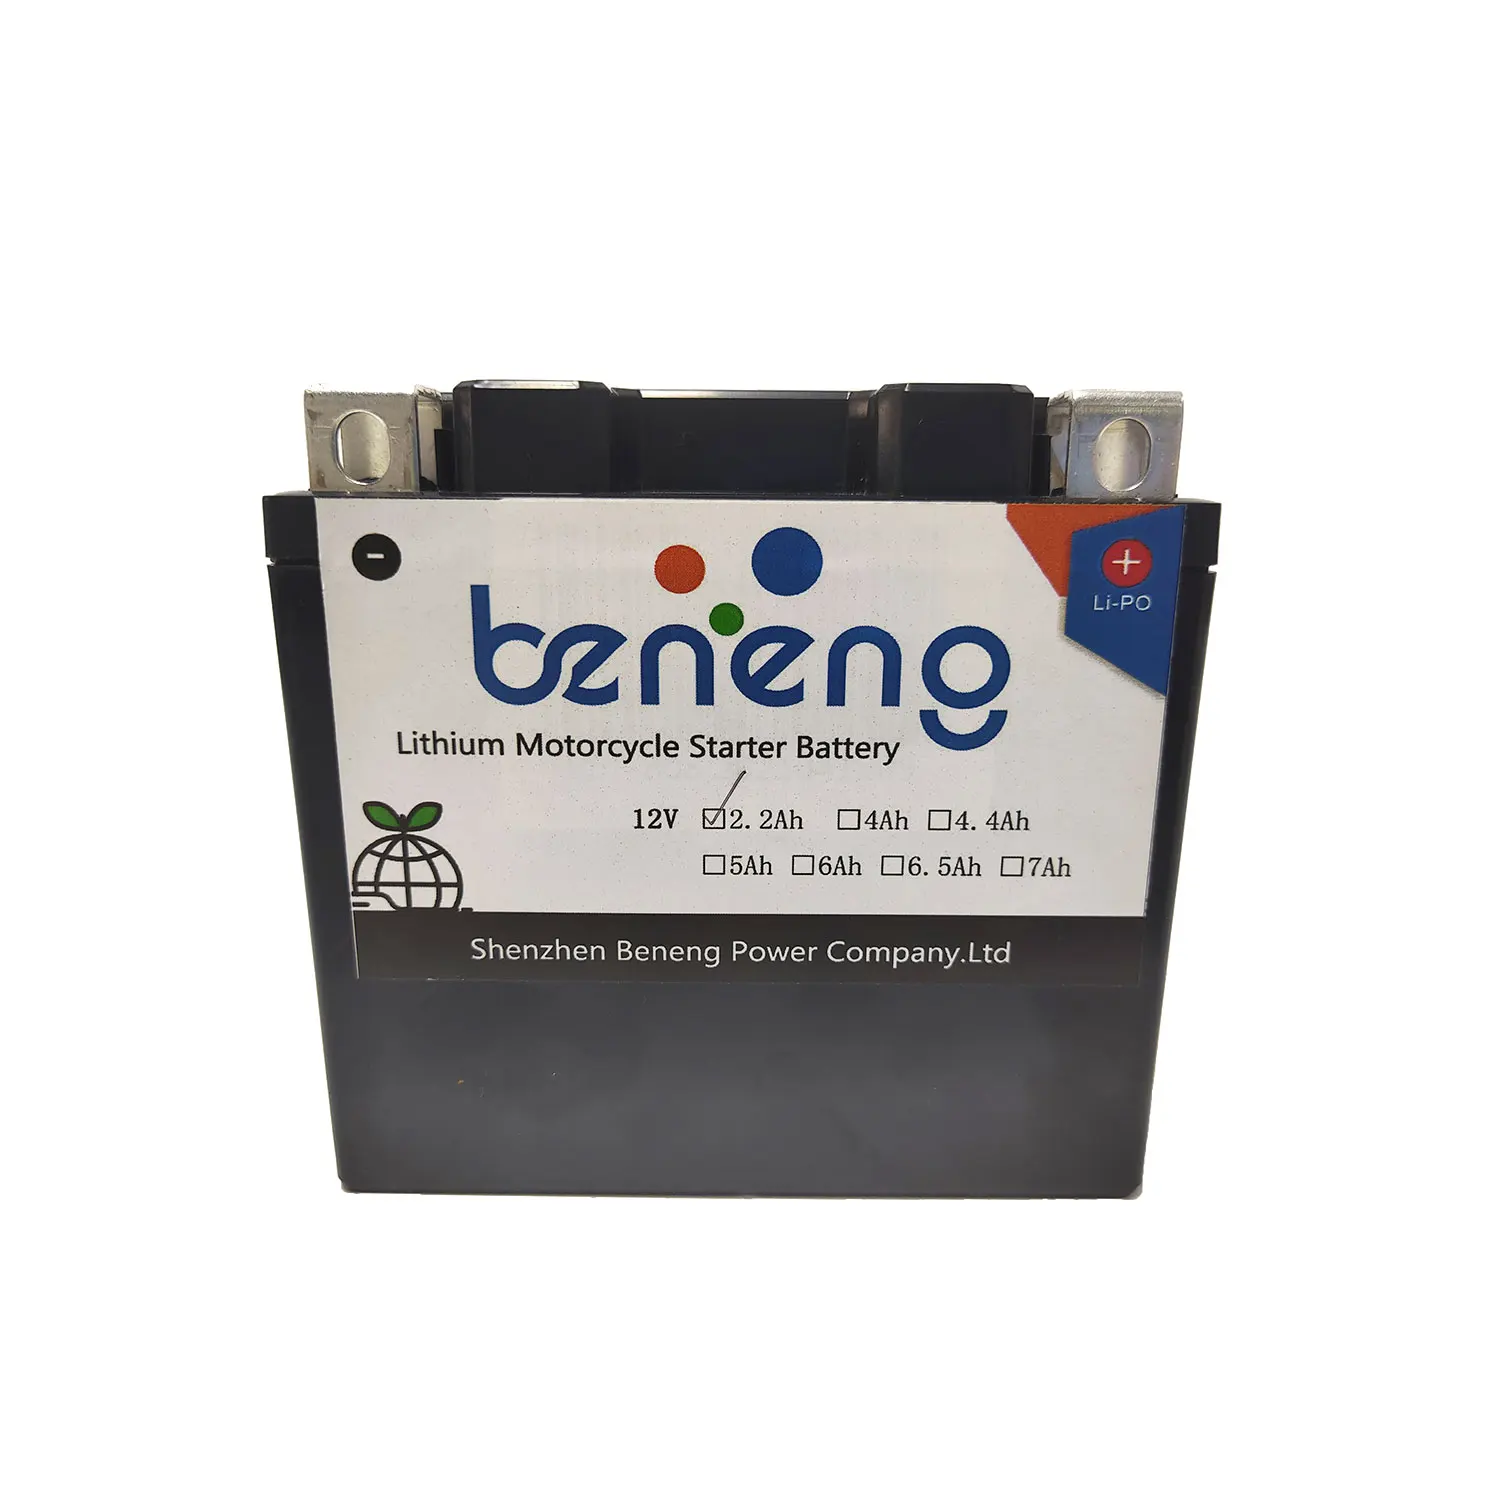 -
+
Li-PO
beneng
Lithium Motorcycle Starter Battery
12V ☑2.2Ah ☐4Ah ☐4.4Ah
☐5Ah ☐6Ah ☐6.5Ah ☐7Ah
Shenzhen Beneng Power Company.Ltd